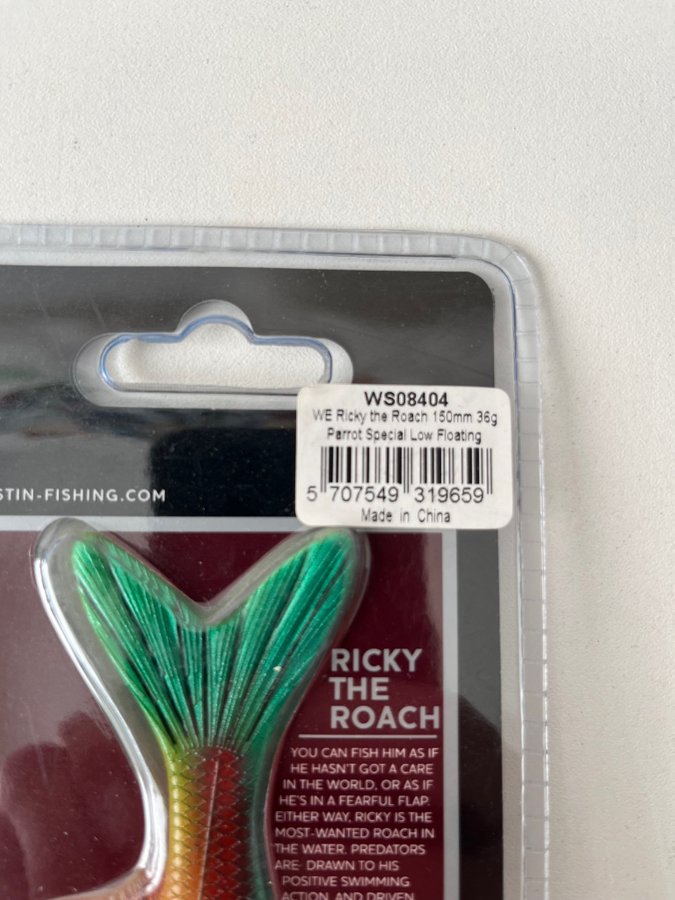 WS08404
WE Ricky the Roach 150mm 36g
Parrot Special Low Floating
5 707549 319659
Made in China
STIN-FISHING.COM
RICKY
THE
ROACH
YOU CAN FISH HIM AS IF
HE HASN'T GOT A CARE
IN THE WORLD, OR AS IF
HE'S IN A FEARFUL FLAP.
EITHER WAY, RICKY IS THE
MOST-WANTED ROACH IN
THE WATER. PREDATORS
ARE DRAWN TO HIS
POSITIVE SWIMMING
ACTION, AND DRIVEN